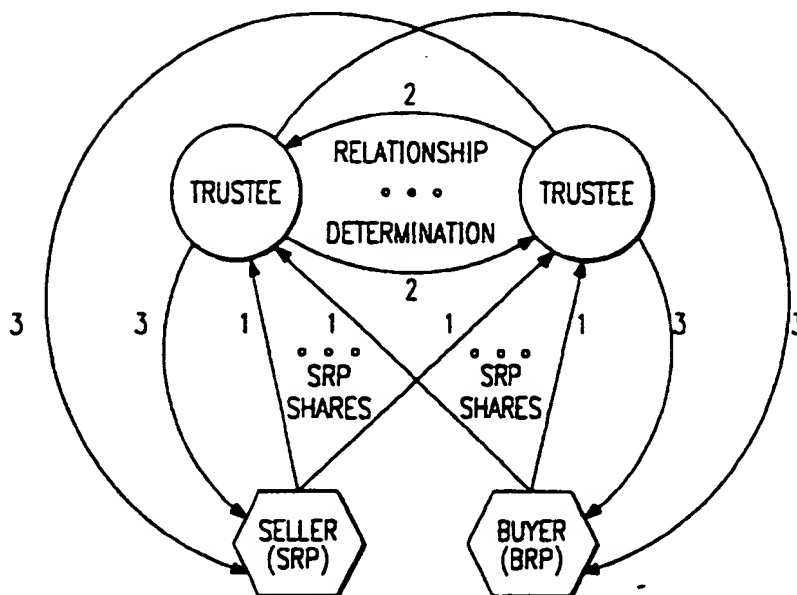 2
RELATIONSHIP
TRUSTEE
TRUSTEE
DETERMINATION
2
3
3
1
1
1
1
3
3
SRP
SHARES
SRP
SHARES
SELLER
(SRP)
BUYER
(BRP)